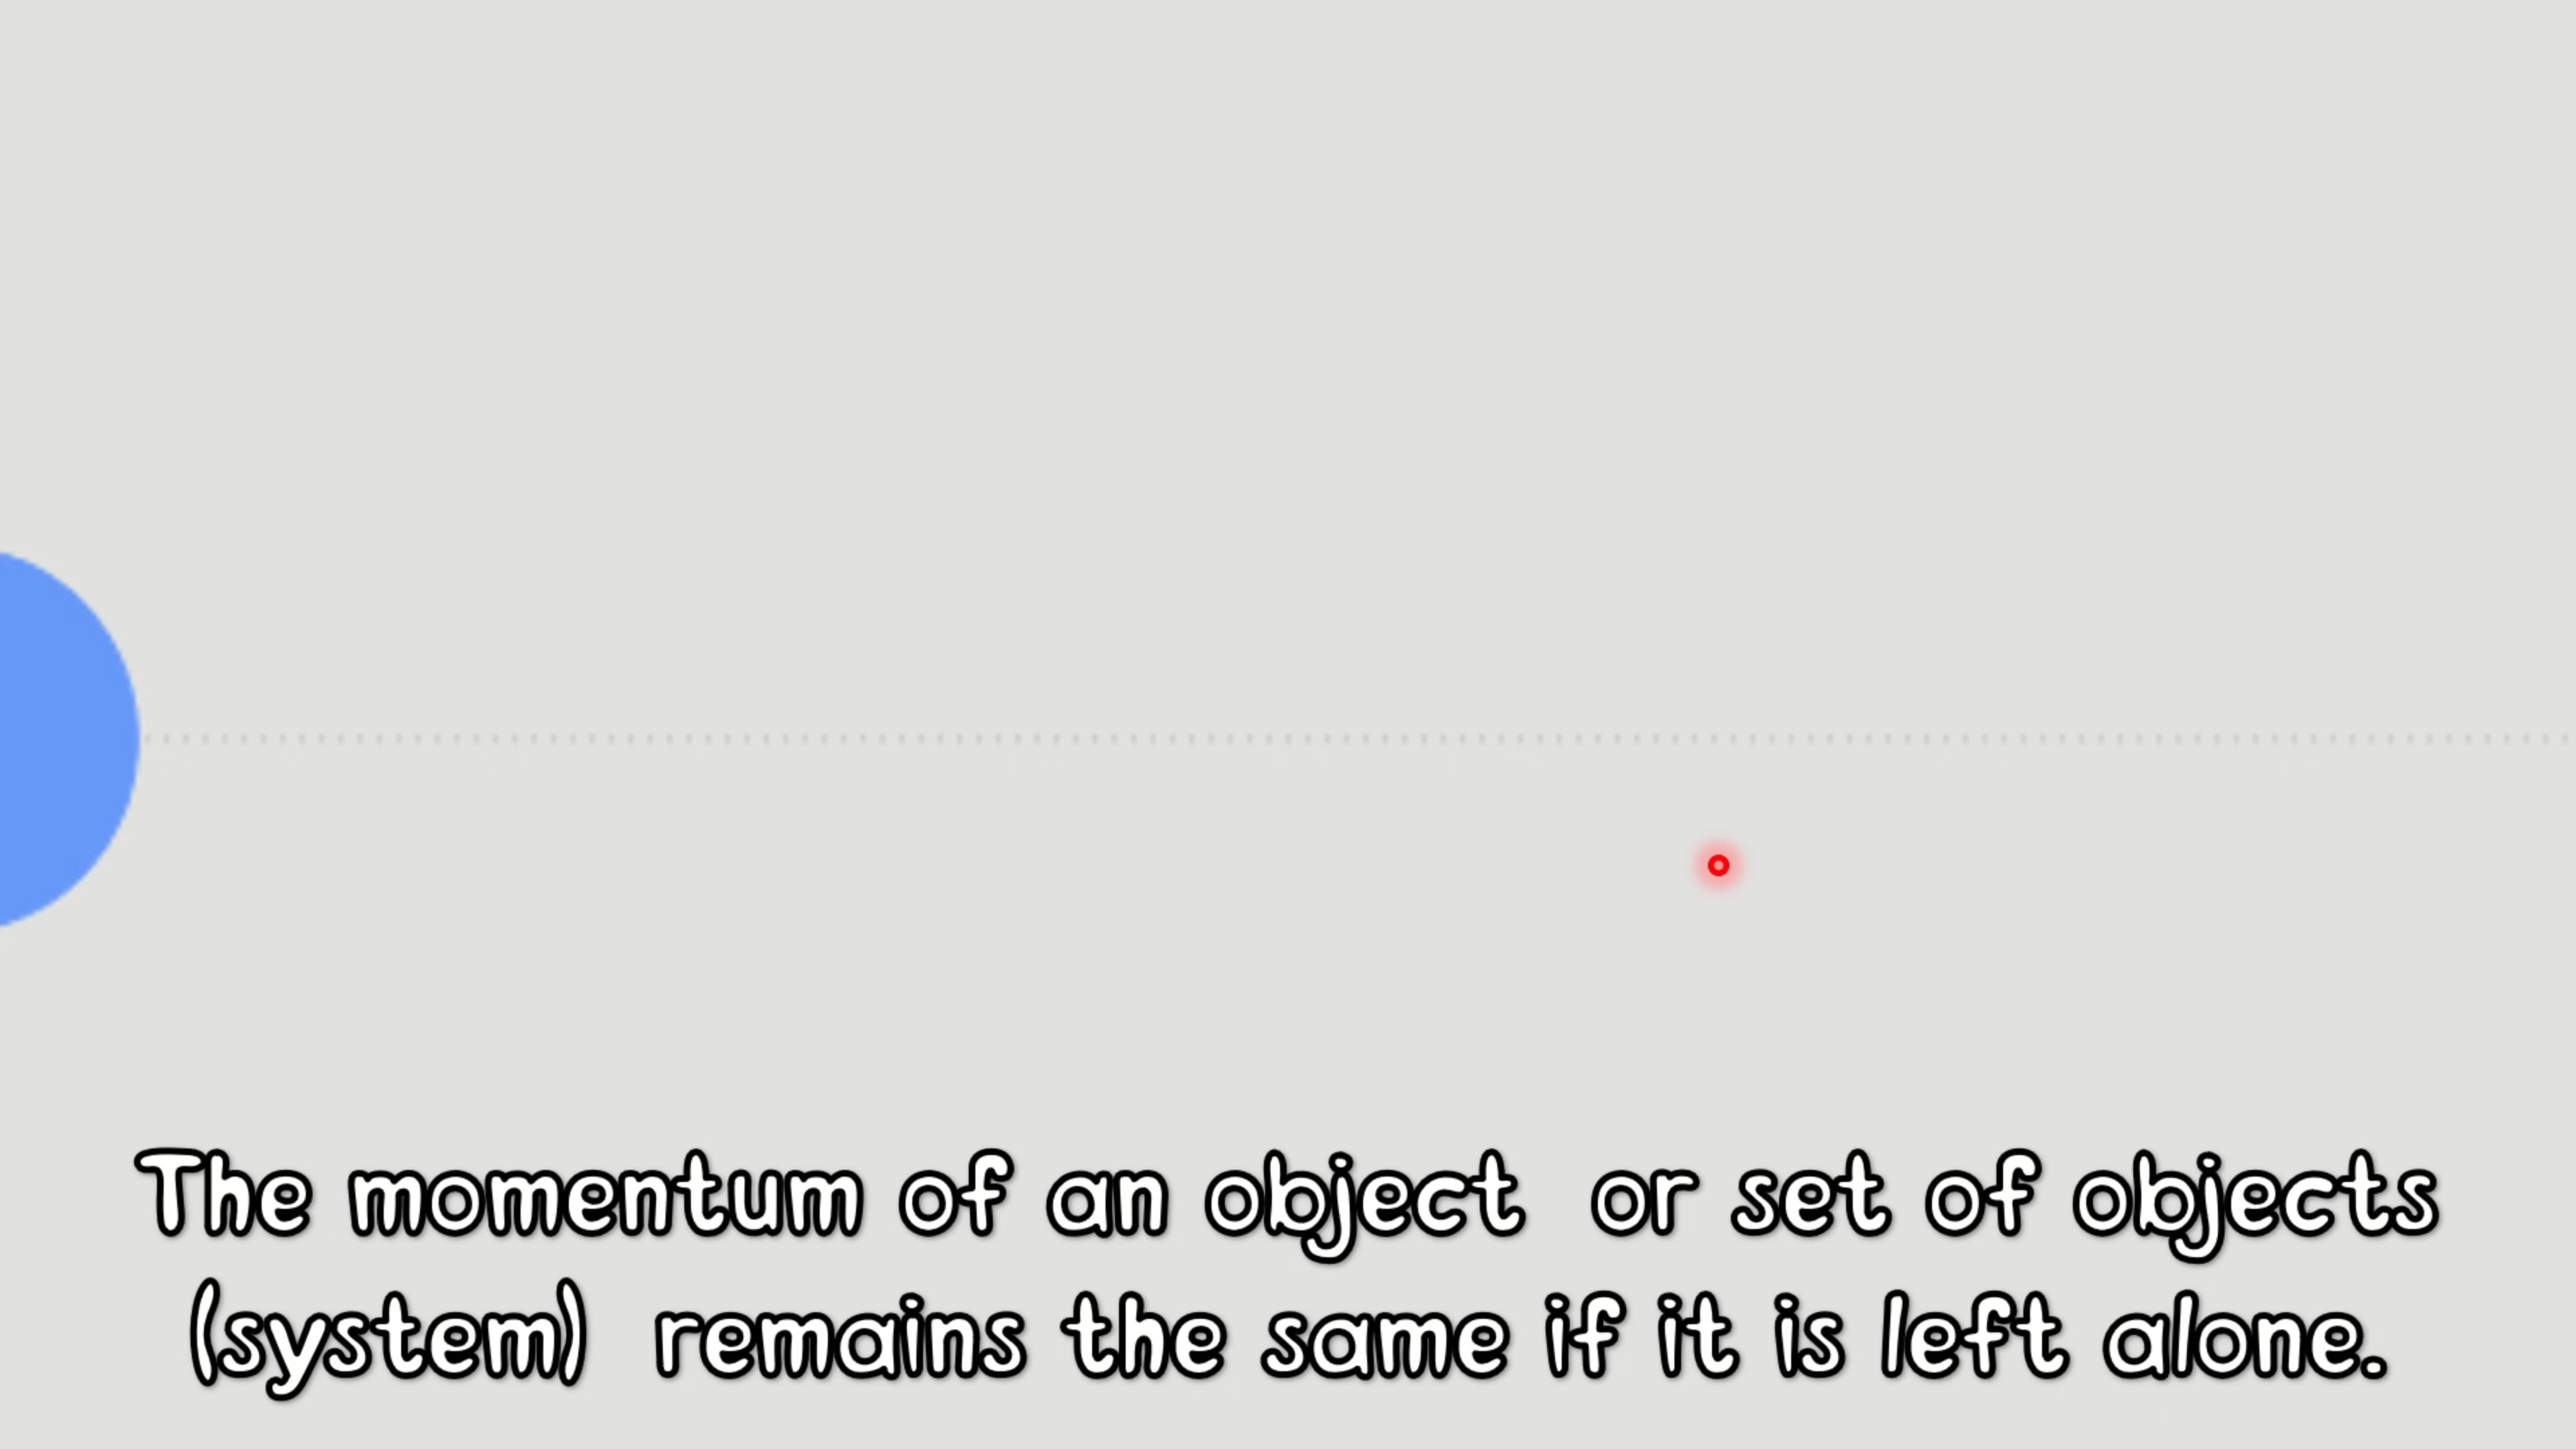 The momentum of an object or set of objects
(system) remains the same if it is left alone.